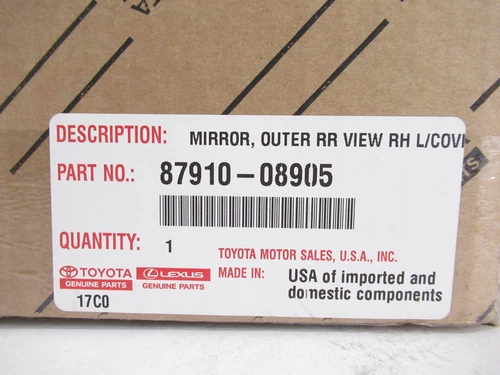 DESCRIPTION: MIRROR, OUTER RR VIEW RH L/COV
PART NO.: 87910-08905
QUANTITY: 1
TOYOTA MOTOR SALES, U.S.A., INC.
TOYOTA GENUINE PARTS
LEXUS GENUINE PARTS
MADE IN: USA of imported and
domestic components
17C0